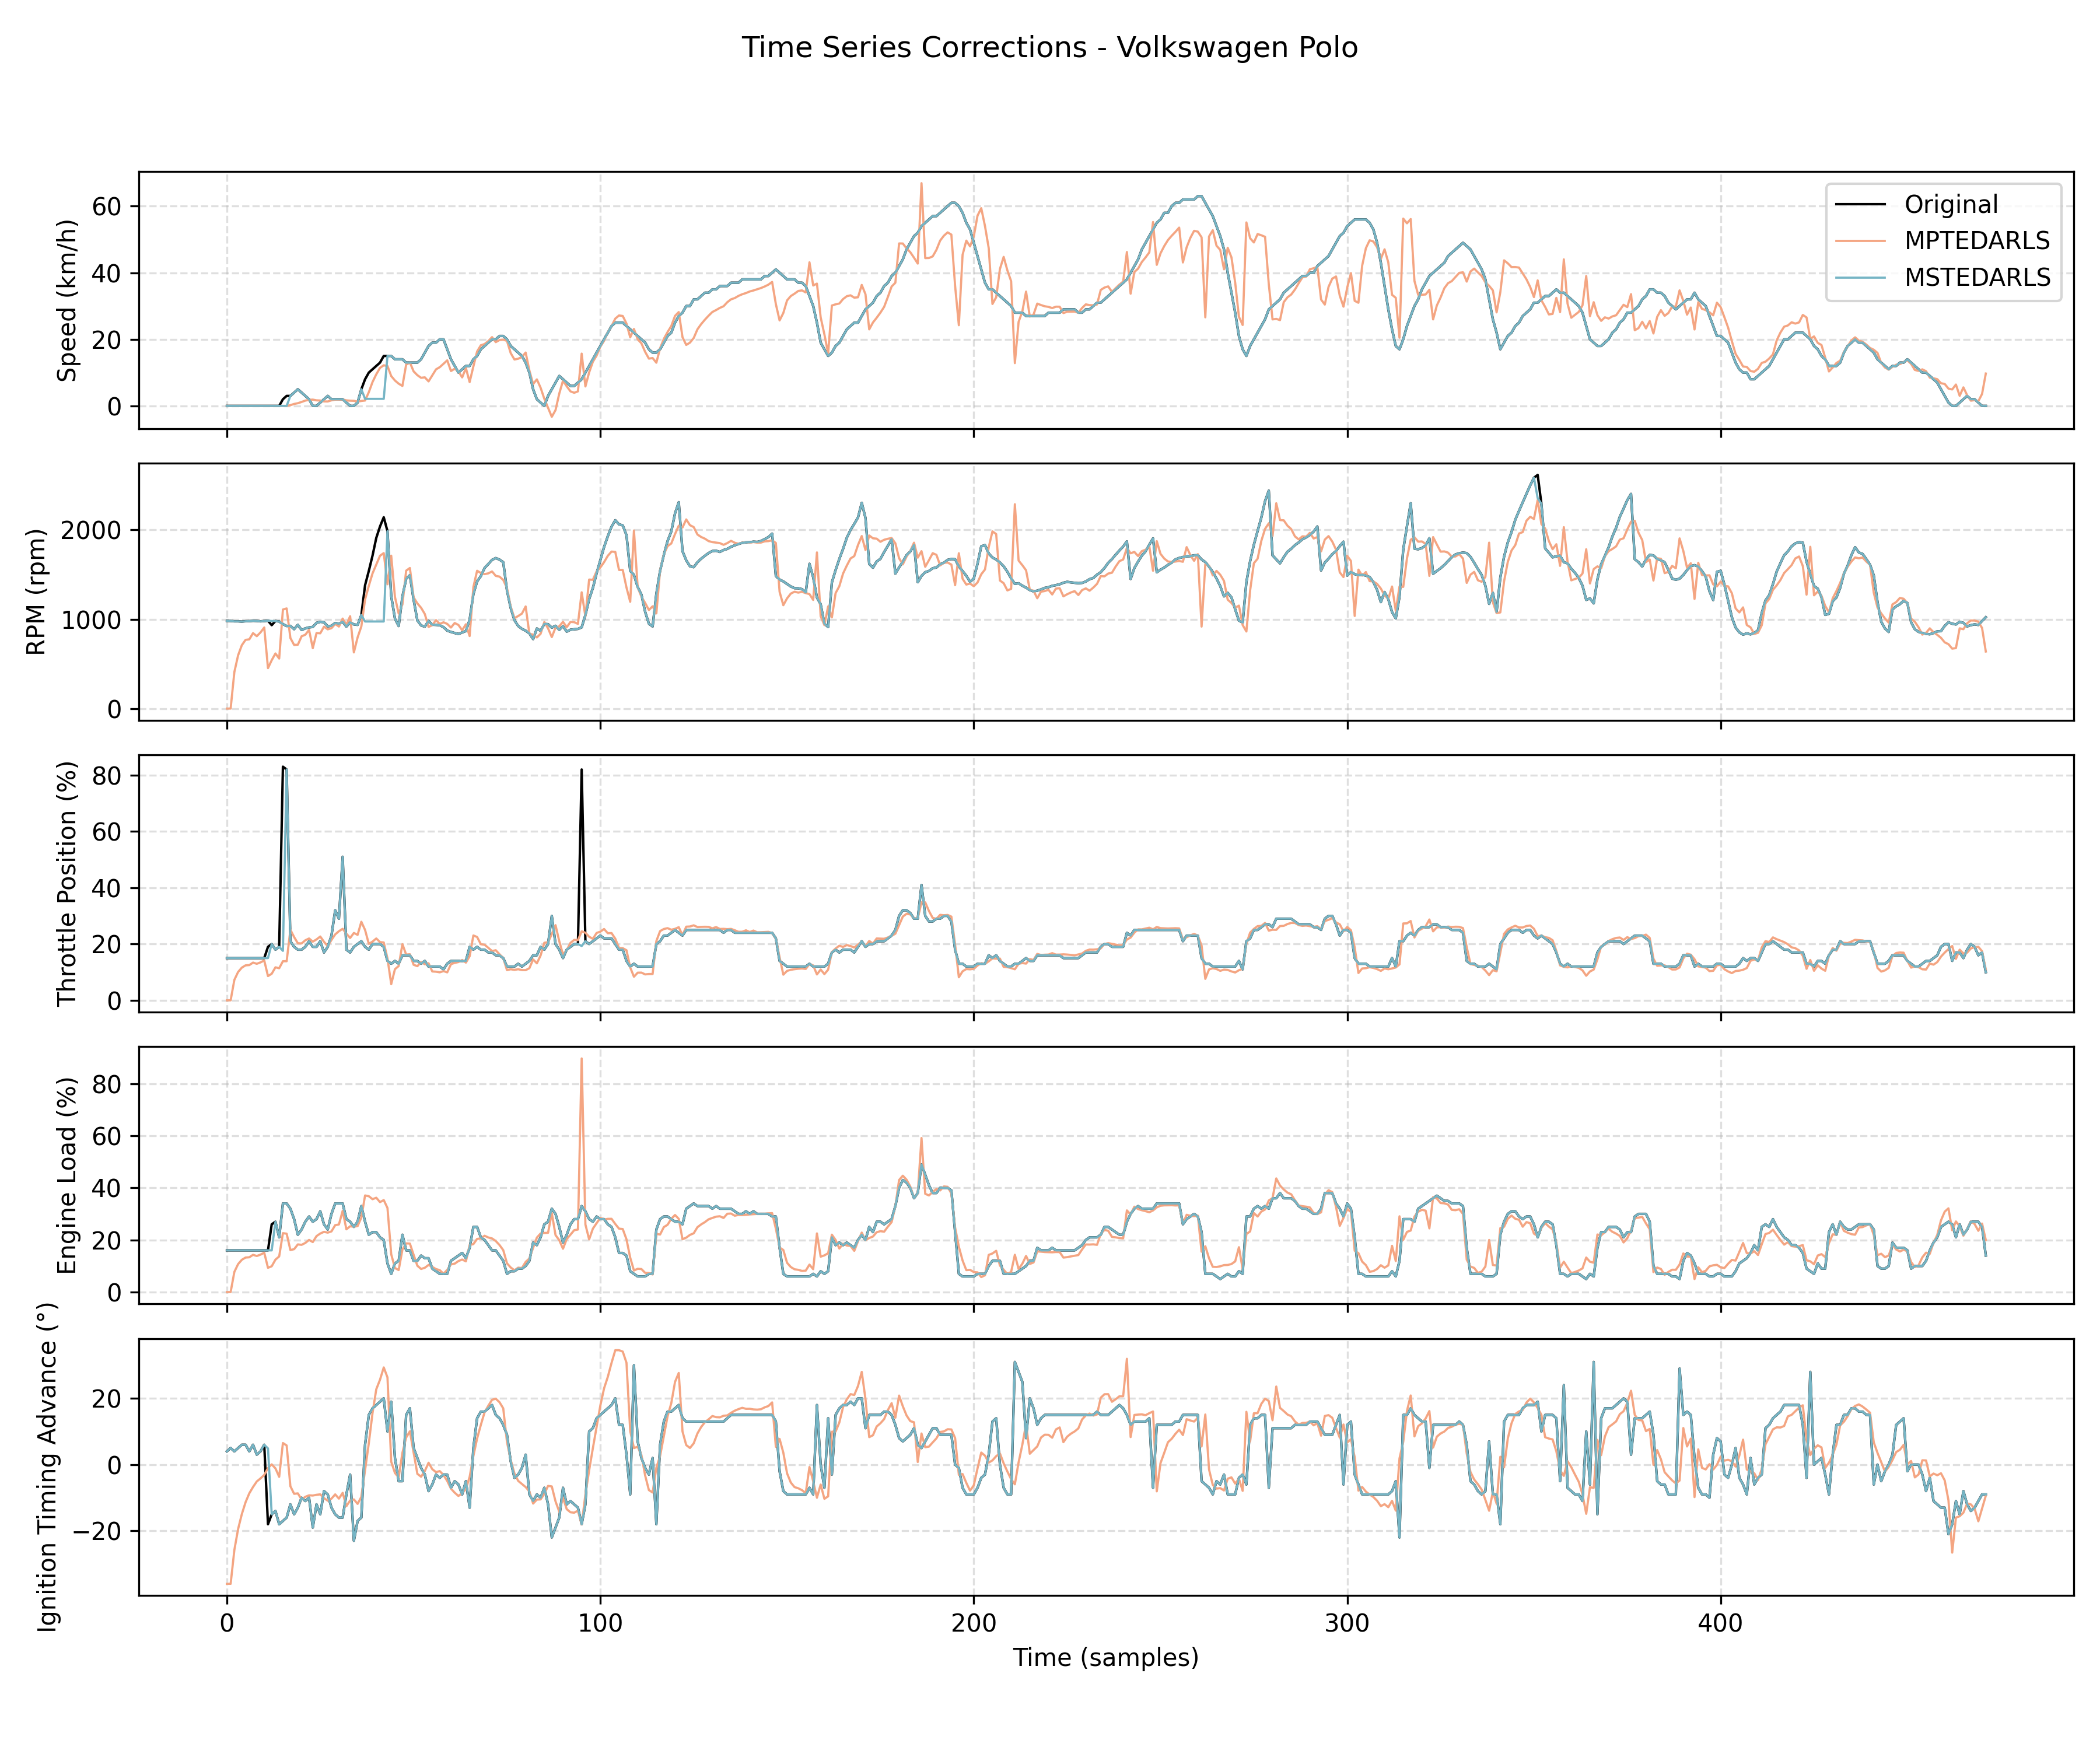 Time Series Corrections - Volkswagen Polo
Speed (km/h)
60
40
20
0
Original
MPTEDARLS
MSTEDARLS
RPM (rpm)
2000
1000
0
Throttle Position (%)
80
60
40
20
0
Engine Load (%)
80
60
40
20
0
Ignition Timing Advance (°)
20
0
−20
0 100 200 300 400
Time (samples)